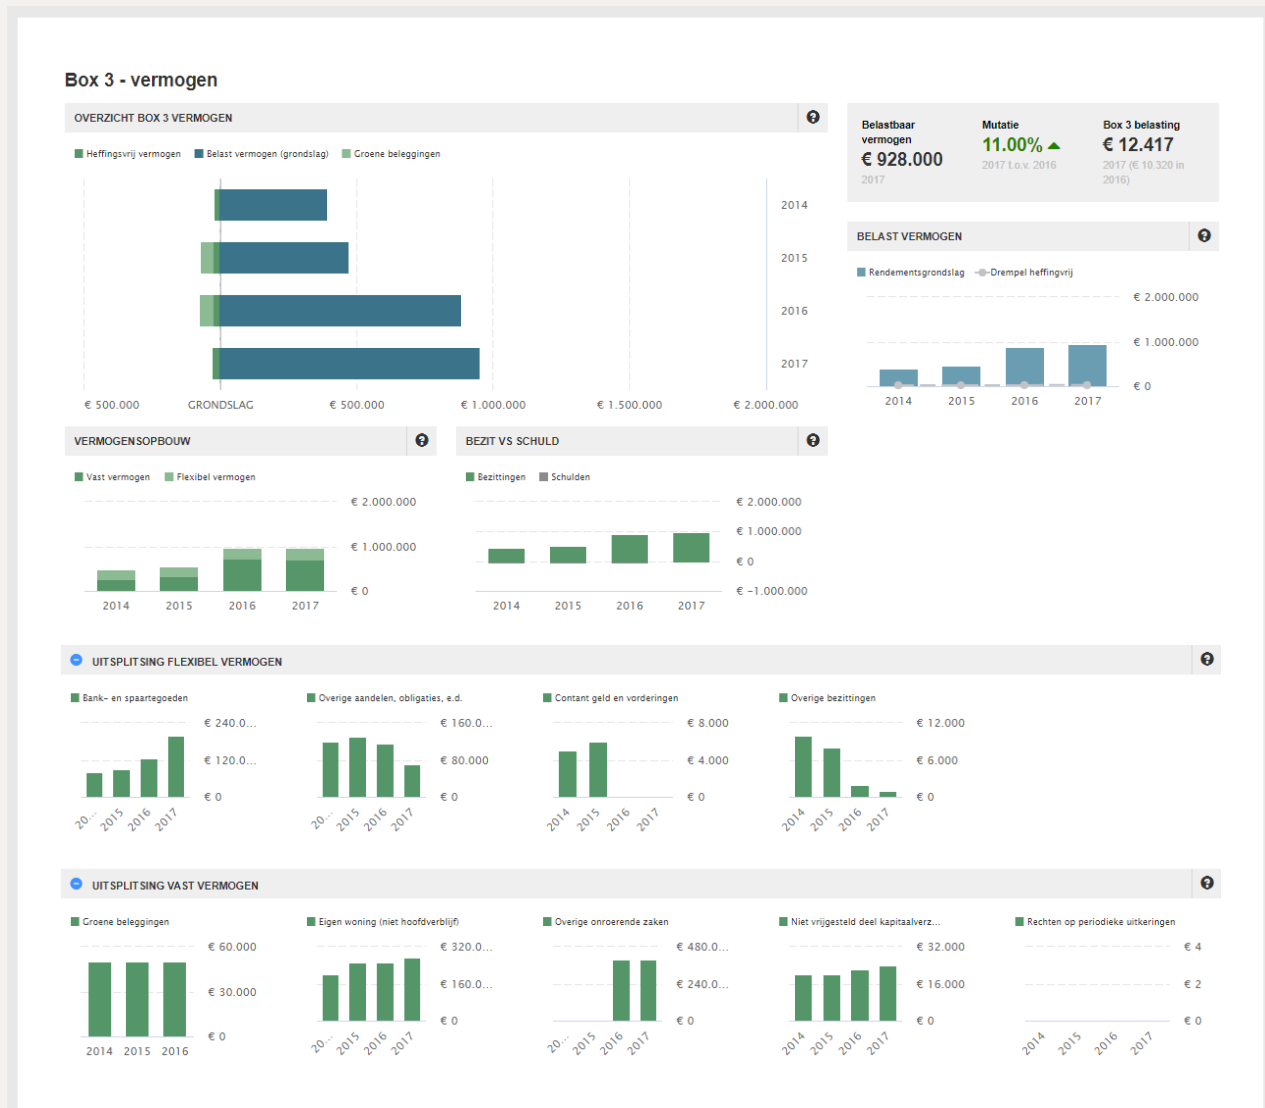 Box 3 - vermogen
OVERZICHT BOX 3 VERMOGEN
Heffingsvrij vermogen Belast vermogen (grondslag) Groene beleggingen
2014
2015
2016
2017
€ 500.000 GRONDSLAG € 500.000 € 1.000.000 € 1.500.000 € 2.000.000
Belastbaar
vermogen
€ 928.000
2017
Mutatie
11.00%
2017 t.o.v. 2016
Box 3 belasting
€ 12.417
2017 (€ 10.320 in
2016)
BELAST VERMOGEN
Rendementsgrondslag Drempel heffingvrij
€ 2.000.000
€ 1.000.000
€ 0
2014 2015 2016 2017
VERMOGENSOPBOUW
Vast vermogen Flexibel vermogen
€ 2.000.000
€ 1.000.000
€ 0
2014 2015 2016 2017
BEZIT VS SCHULD
Bezittingen Schulden
€ 2.000.000
€ 1.000.000
€ 0
€ -1.000.000
2014 2015 2016 2017
UITSPLITSING FLEXIBEL VERMOGEN
Bank- en spaartegoeden
€ 240.0...
€ 120.0...
€ 0
20... 2015 2016 2017
Overige aandelen, obligaties, e.d.
€ 160.0...
€ 80.000
€ 0
20... 2015 2016 2017
Contant geld en vorderingen
€ 8.000
€ 4.000
€ 0
2014 2015 2016 2017
Overige bezittingen
€ 12.000
€ 6.000
€ 0
2014 2015 2016 2017
UITSPLITSING VAST VERMOGEN
Groene beleggingen
€ 60.000
€ 30.000
€ 0
2014 2015 2016
Eigen woning (niet hoofdverblijf)
€ 320.0...
€ 160.0...
€ 0
20... 2015 2016 2017
Overige onroerende zaken
€ 480.0...
€ 240.0...
€ 0
20... 2015 2016 2017
Niet vrijgesteld deel kapitaalverz...
€ 32.000
€ 16.000
€ 0
2014 2015 2016 2017
Rechten op periodieke uitkeringen
€ 4
€ 2
€ 0
2014 2015 2016 2017